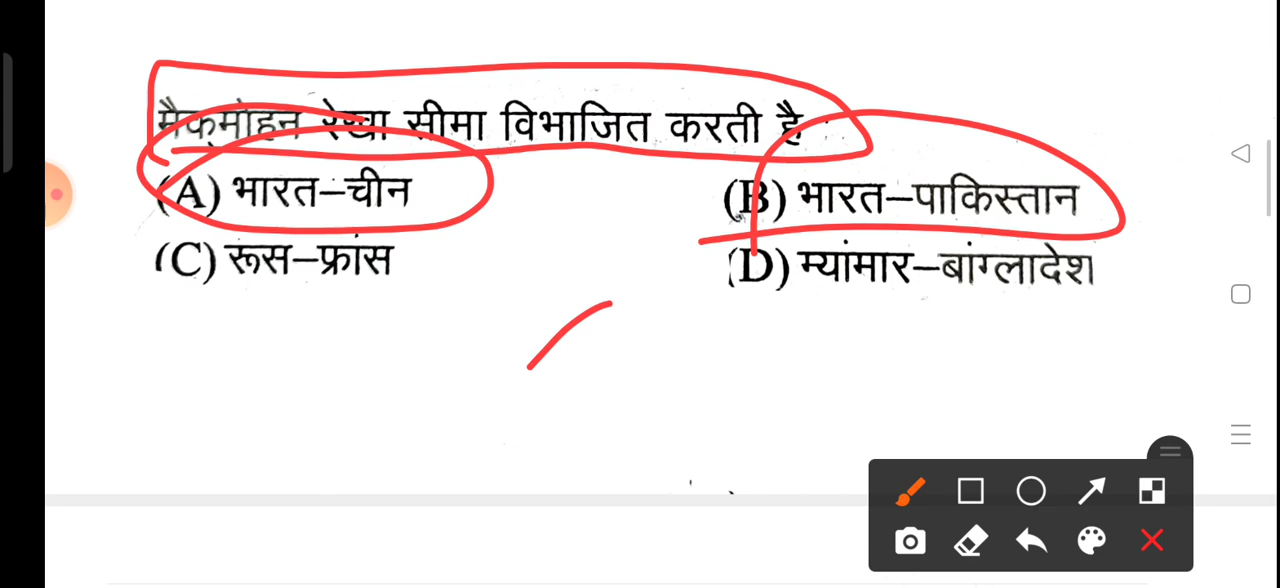 मैकमोहन रेखा सीमा विभाजित करती है
(A) भारत–चीन (B) भारत–पाकिस्तान
(C) रूस–फ्रांस (D) म्यांमार–बांग्लादेश